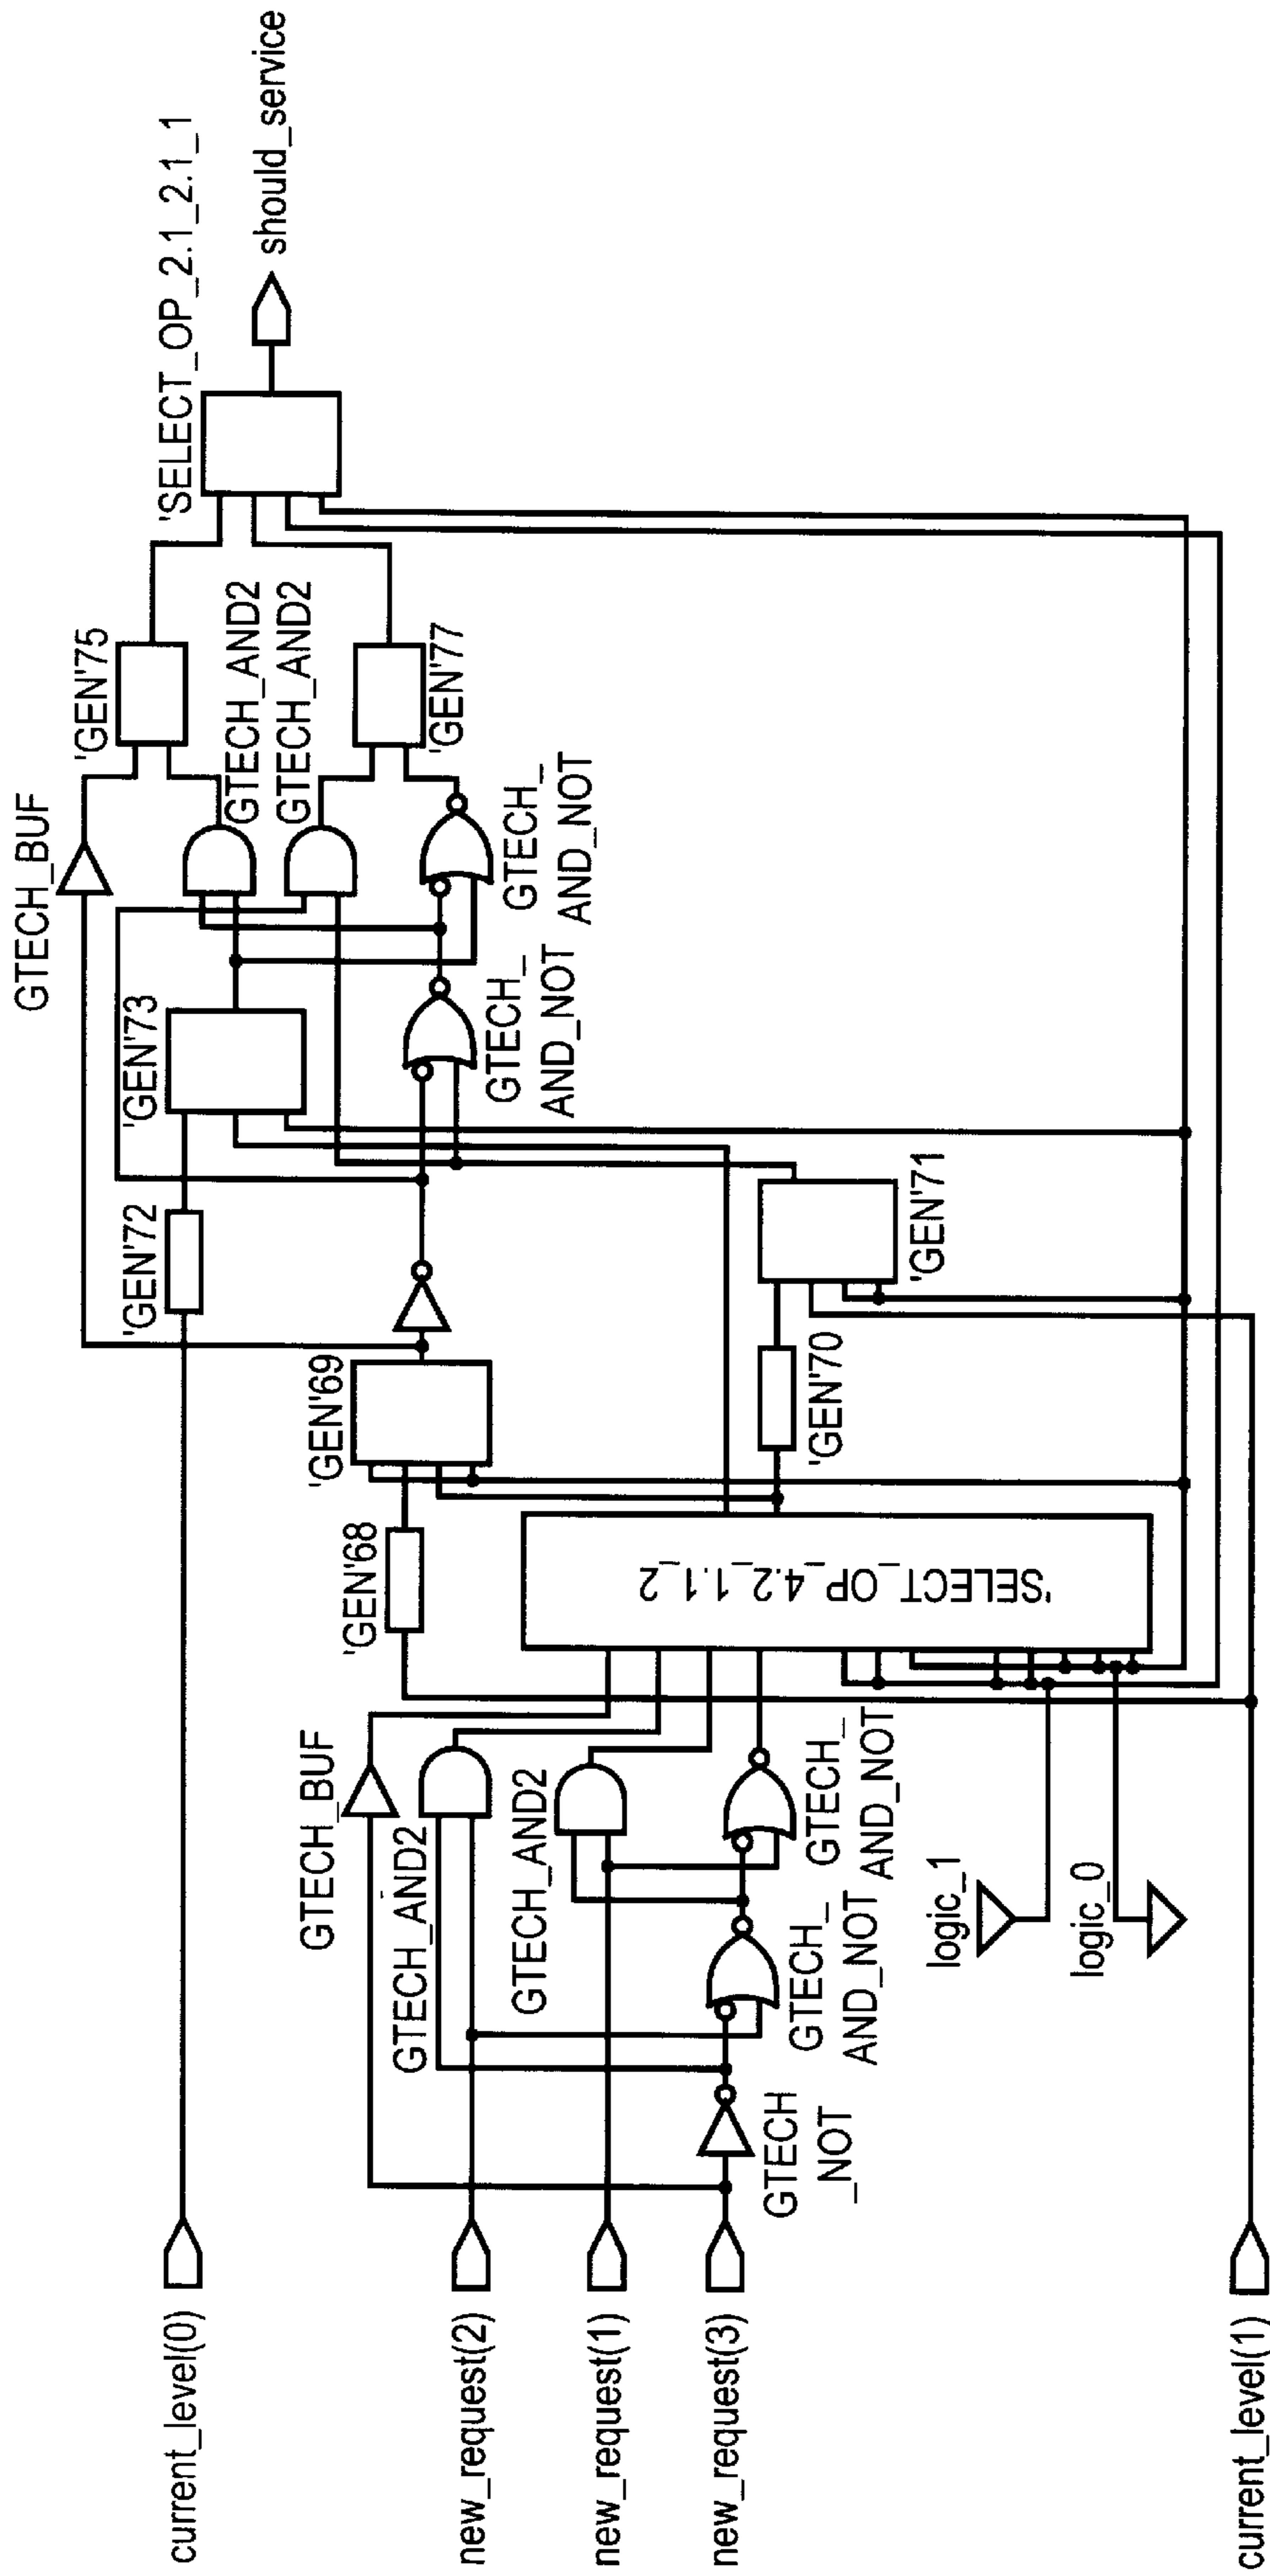 current_level(0)
new_request(2)
new_request(1)
new_request(3)
current_level(1)
GTECH
_NOT
GTECH_AND2
GTECH_BUF
GTECH_AND2
GTECH_
AND_NOT
GTECH_
AND_NOT
logic_1
logic_0
'SELECT_OP_4.2_1.1_2
'GEN'68
'GEN'69
'GEN'70
'GEN'71
'GEN'72
'GEN'73
GTECH_BUF
GTECH_
AND_NOT
GTECH_
AND_NOT
GTECH_AND2
GTECH_AND2
'GEN'75
'GEN'77
'SELECT_OP_2.1_2.1_1
should_service